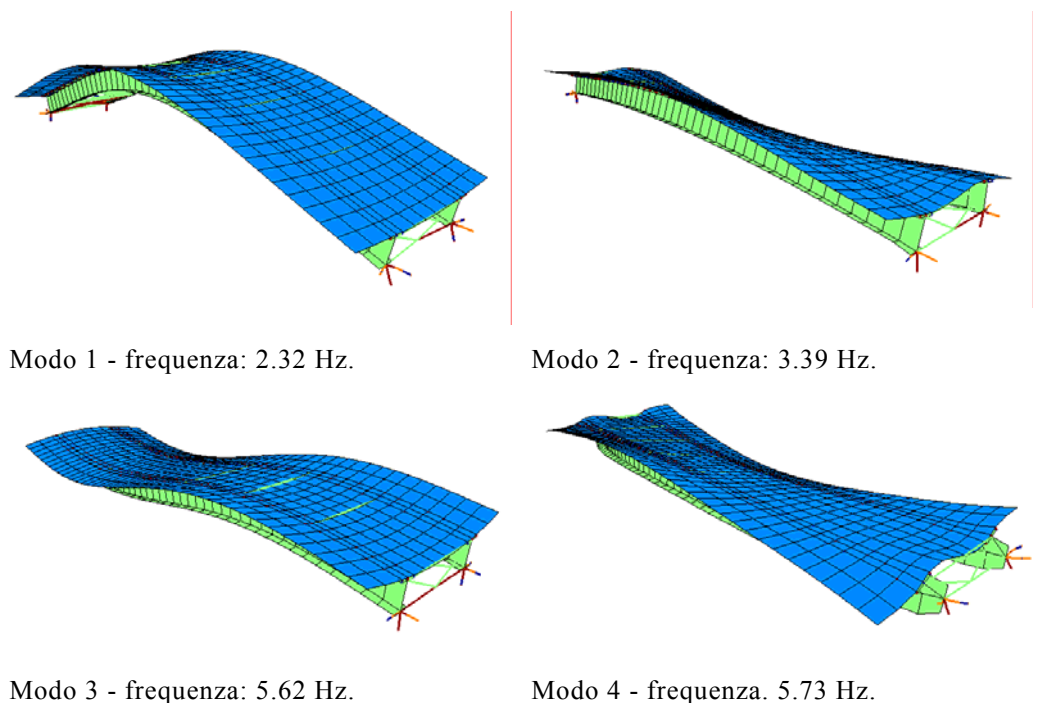 Modo 1 - frequenza: 2.32 Hz.
Modo 2 - frequenza: 3.39 Hz.
Modo 3 - frequenza: 5.62 Hz.
Modo 4 - frequenza. 5.73 Hz.